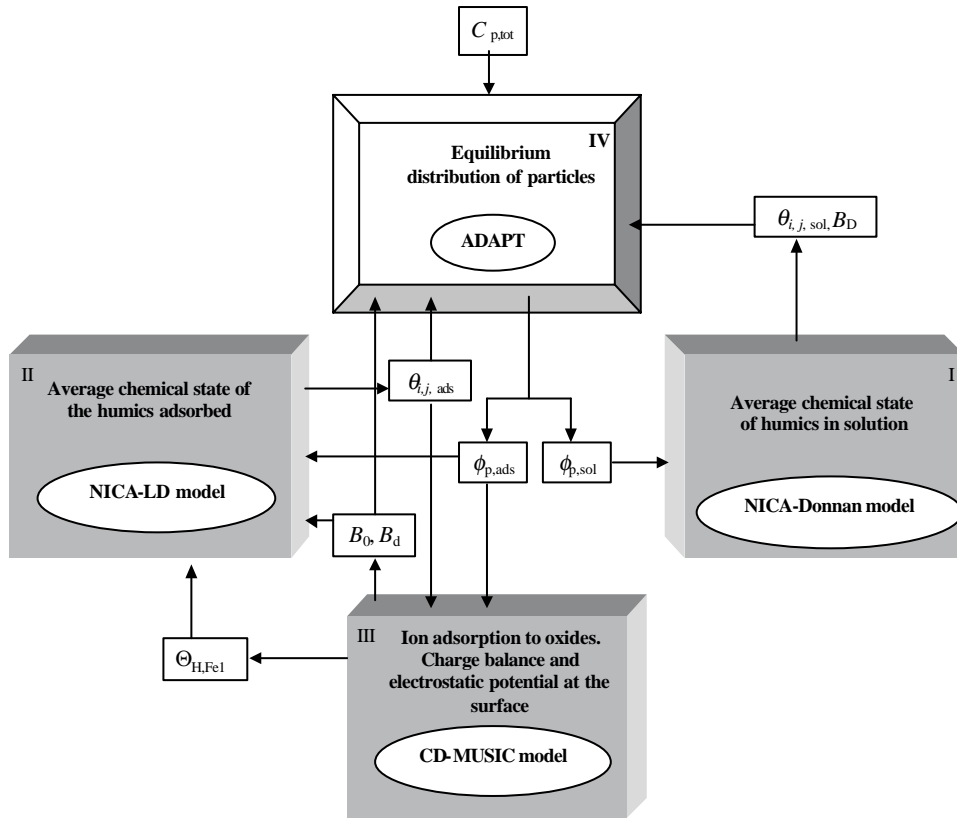 C p,tot
IV
Equilibrium
distribution of particles
ADAPT
θi, j, sol, BD
II
Average chemical state of
the humics adsorbed
NICA-LD model
θi,j, ads
I
Average chemical state
of humics in solution
NICA-Donnan model
ϕp,ads
ϕp,sol
B0, Bd
ΘH,Fe1
III
Ion adsorption to oxides.
Charge balance and
electrostatic potential at the
surface
CD-MUSIC model